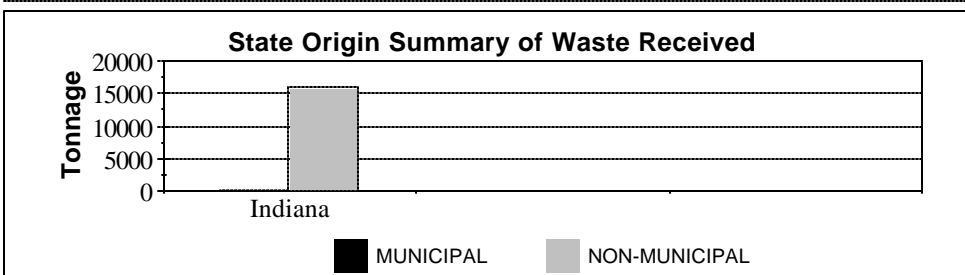 State Origin Summary of Waste Received
Tonnage
20000
15000
10000
5000
0
Indiana
MUNICIPAL NON-MUNICIPAL